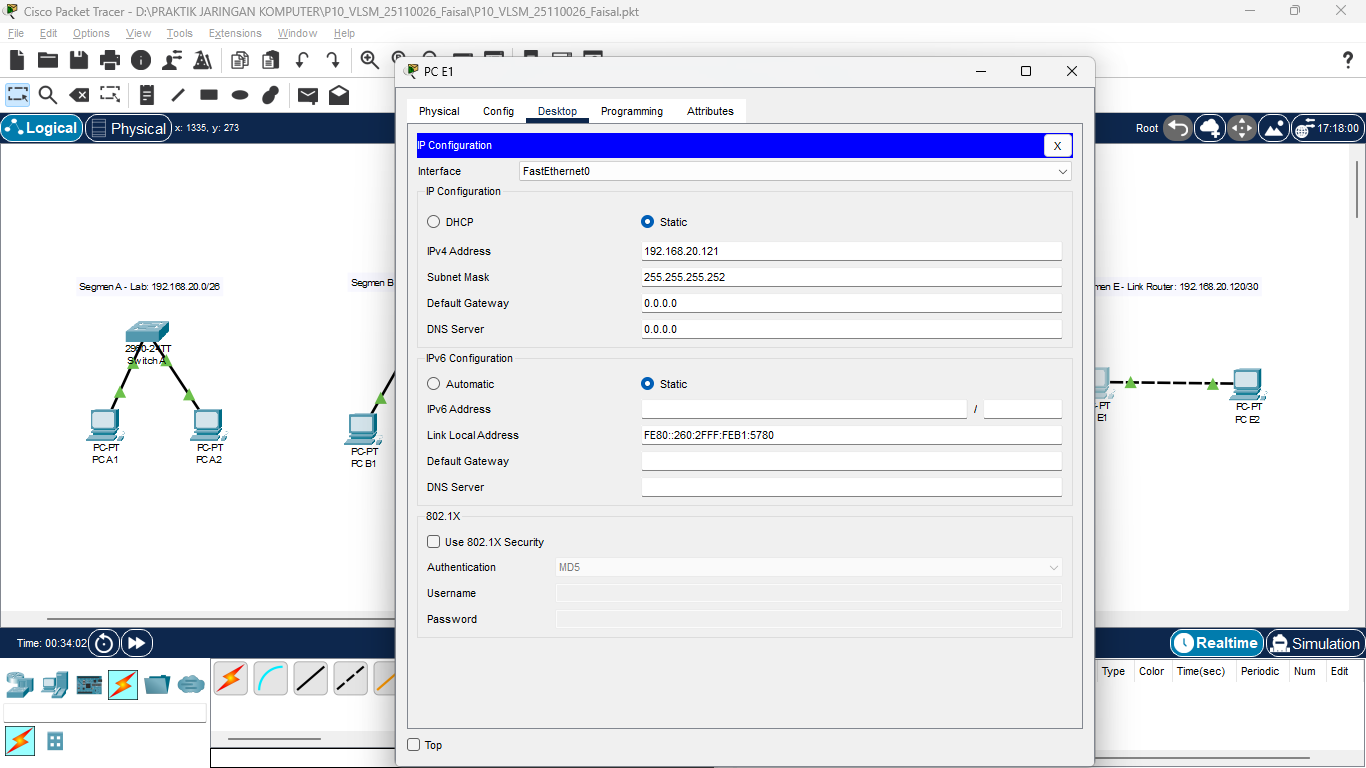 Cisco Packet Tracer - D:\PRAKTIK JARINGAN KOMPUTER\P10_VLSM_25110026_Faisal\P10_VLSM_25110026_Faisal.pkt
File Edit Options View Tools Extensions Window Help
Logical Physical x: 1335, y: 273
Root 17:18:00
Segmen A - Lab: 192.168.20.0/26
2960-24TT
Switch A
PC-PT
PC A1
PC-PT
PC A2
Segmen B
PC-PT
PC B1
PC E1
Physical Config Desktop Programming Attributes
IP Configuration X
Interface FastEthernet0
IP Configuration
DHCP Static
IPv4 Address 192.168.20.121
Subnet Mask 255.255.255.252
Default Gateway 0.0.0.0
DNS Server 0.0.0.0
IPv6 Configuration
Automatic Static
IPv6 Address /
Link Local Address FE80::260:2FFF:FEB1:5780
Default Gateway
DNS Server
802.1X
Use 802.1X Security
Authentication MD5
Username
Password
Top
men E - Link Router: 192.168.20.120/30
-PT
E1
PC-PT
PC E2
Time: 00:34:02
Realtime Simulation
Type Color Time(sec) Periodic Num Edit